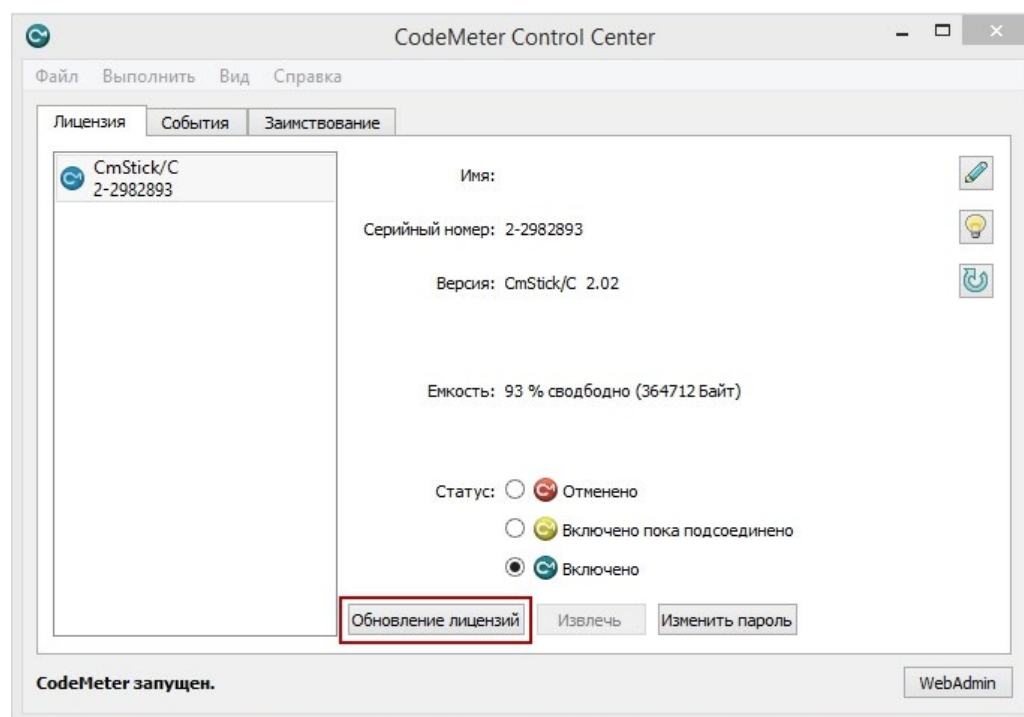 CodeMeter Control Center
Файл Выполнить Вид Справка
Лицензия События Заимствование
CmStick/C
2-2982893
Имя:
Серийный номер: 2-2982893
Версия: CmStick/C 2.02
Емкость: 93 % сводбодно (364712 Байт)
Статус: Отменено
Включено пока подсоединено
Включено
Обновление лицензий Извлечь Изменить пароль
CodeMeter запущен. WebAdmin